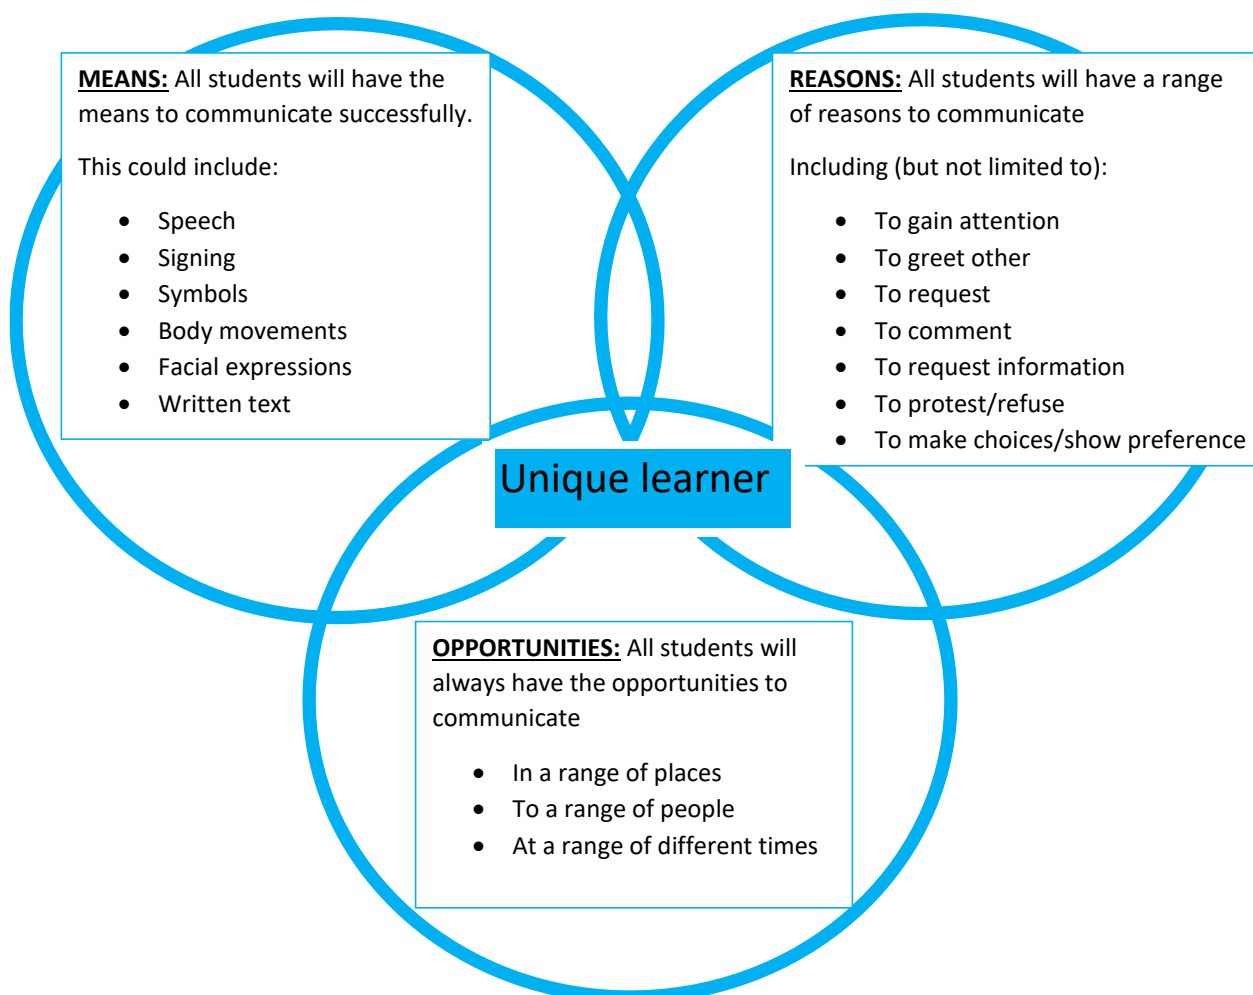 MEANS: All students will have the
means to communicate successfully.
This could include:
• Speech
• Signing
• Symbols
• Body movements
• Facial expressions
• Written text
REASONS: All students will have a range
of reasons to communicate
Including (but not limited to):
• To gain attention
• To greet other
• To request
• To comment
• To request information
• To protest/refuse
• To make choices/show preference
Unique learner
OPPORTUNITIES: All students will
always have the opportunities to
communicate
• In a range of places
• To a range of people
• At a range of different times